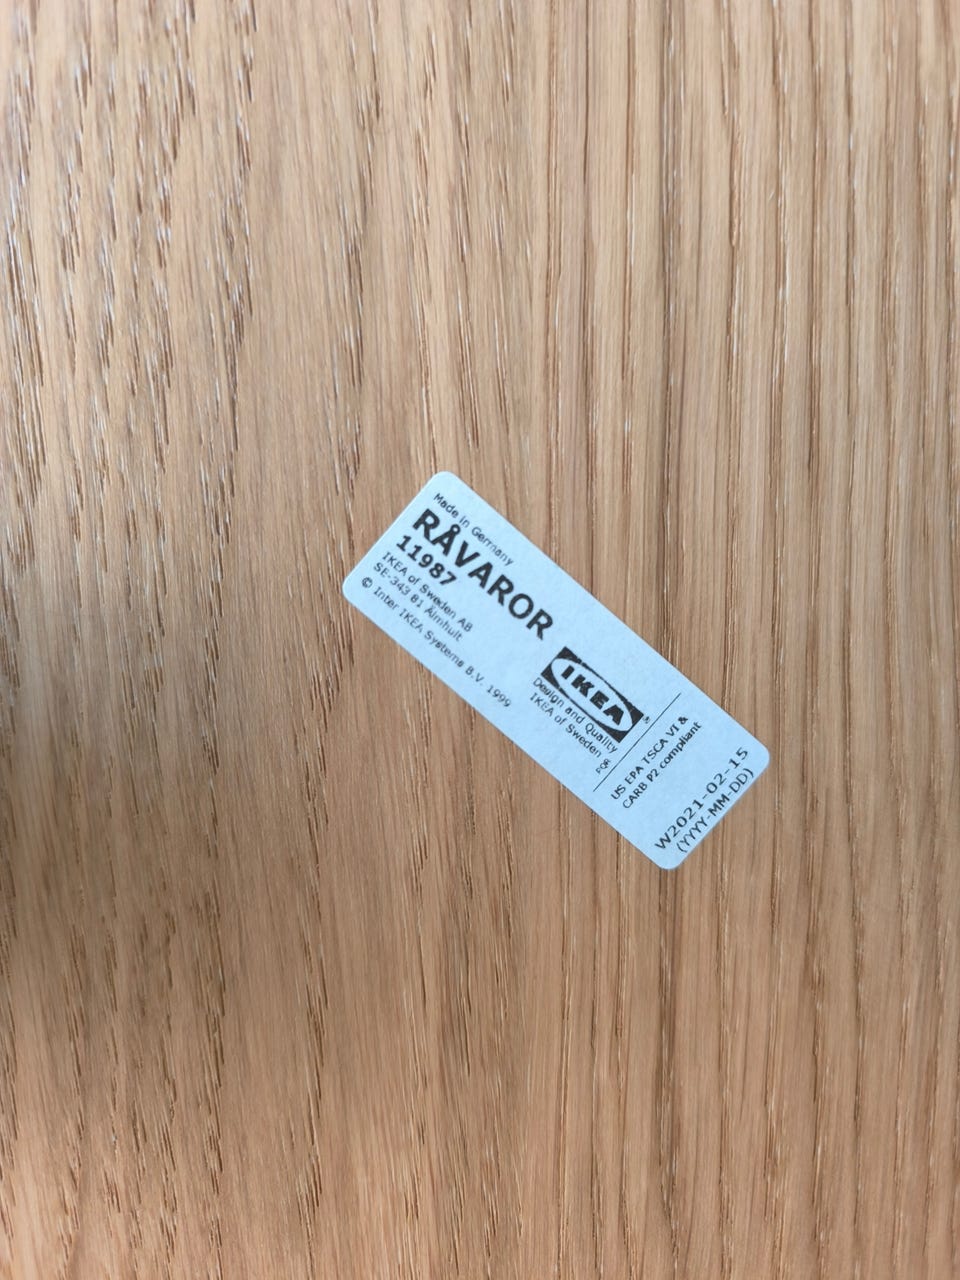 Made in Germany
RÅVAROR
11987
IKEA of Sweden AB
SE-343 81 Älmhult
© Inter IKEA Systems B.V. 1999
IKEA®
Design and Quality
IKEA of Sweden
FQR
US EPA TSCA VI &
CARB P2 compliant
W2021-02-15
(YYYY-MM-DD)